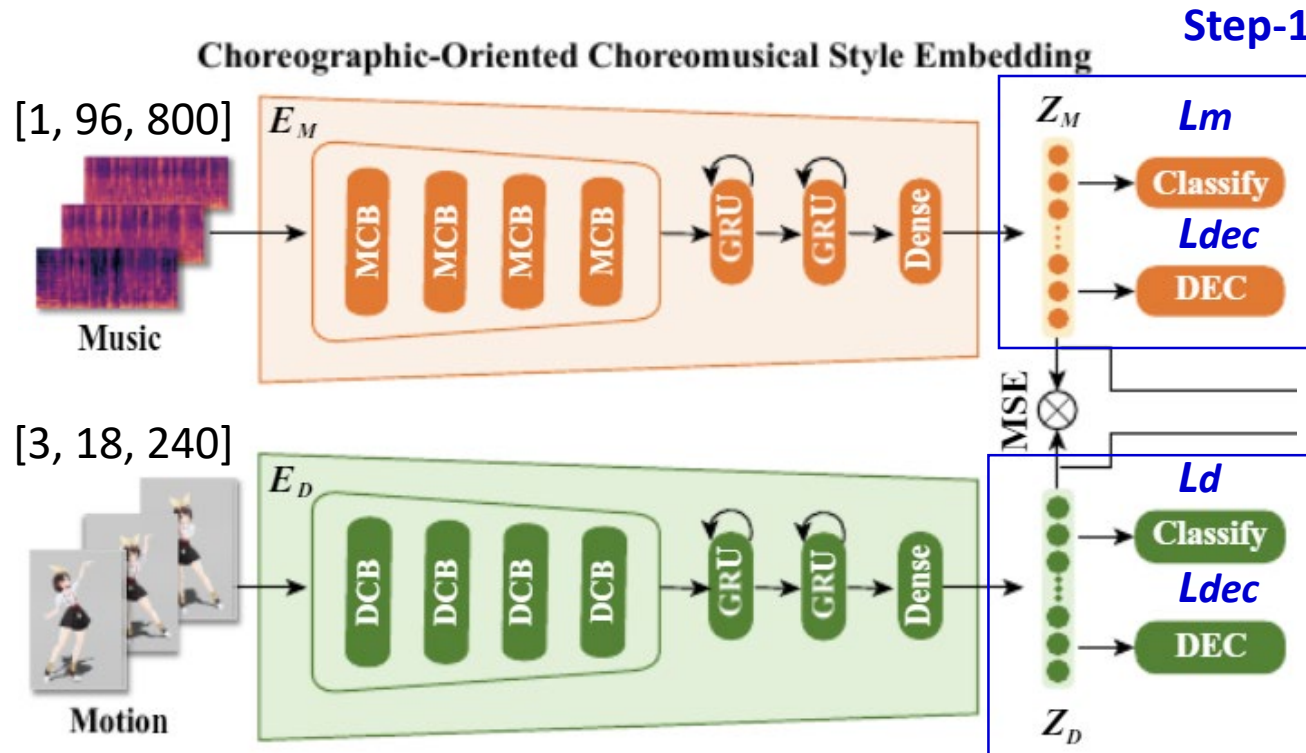 Step-1
Choreographic-Oriented Choreomusical Style Embedding
[1, 96, 800]
E_M
MCB
MCB
MCB
MCB
GRU
GRU
Dense
Z_M
Lm
Classify
Ldec
DEC
Music
MSE
[3, 18, 240]
E_D
DCB
DCB
DCB
DCB
GRU
GRU
Dense
Ld
Classify
Ldec
DEC
Motion
Z_D